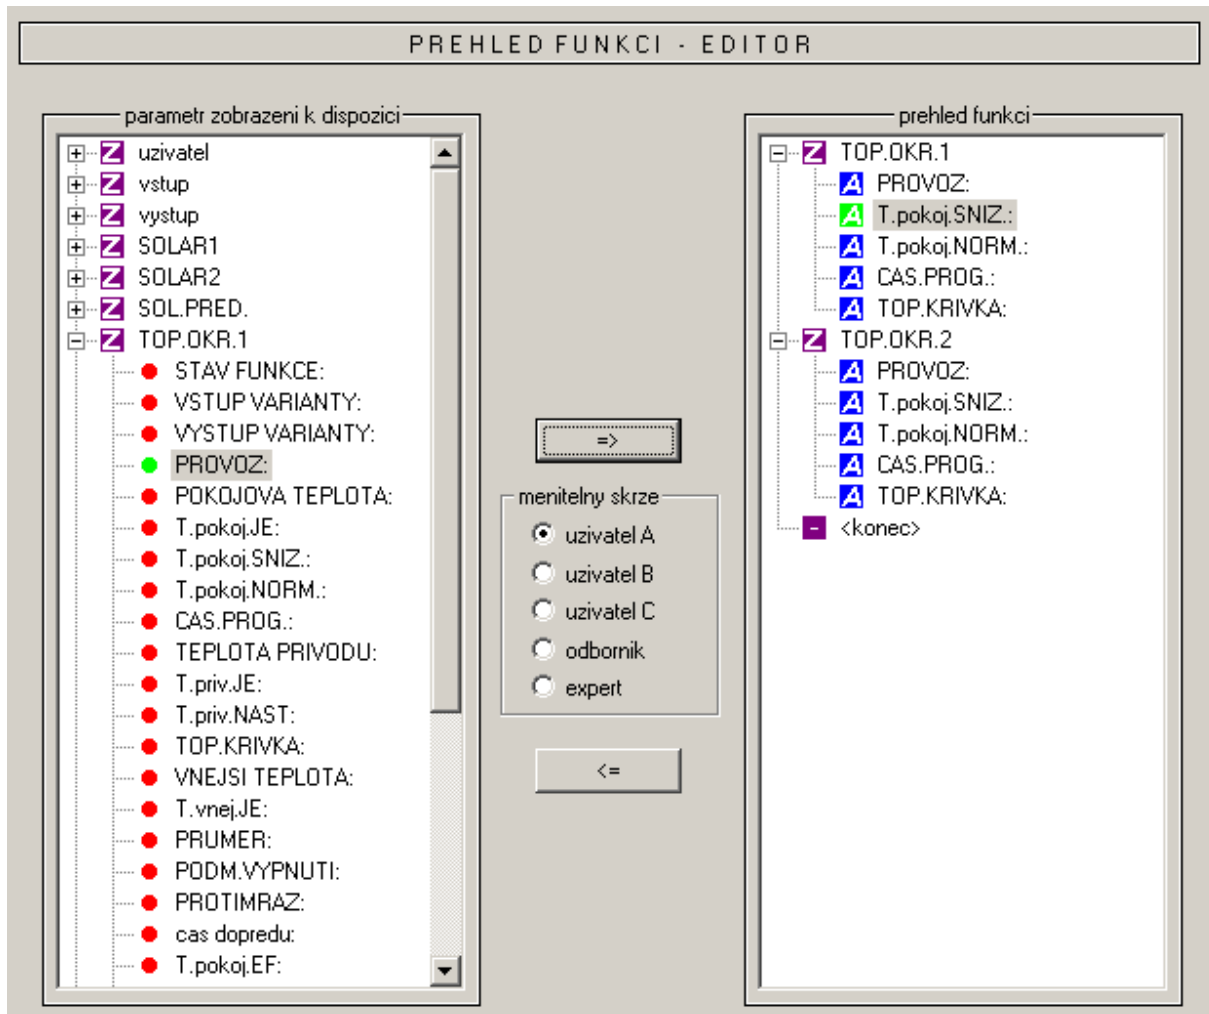 PREHLED FUNKCI - EDITOR
parametr zobrazeni k dispozici
Z uzivatel
Z vstup
Z vystup
Z SOLAR1
Z SOLAR2
Z SOL.PRED.
Z TOP.OKR.1
STAV FUNKCE:
VSTUP VARIANTY:
VYSTUP VARIANTY:
PROVOZ:
POKOJOVA TEPLOTA:
T.pokoj.JE:
T.pokoj.SNIZ.:
T.pokoj.NORM.:
CAS.PROG.:
TEPLOTA PRIVODU:
T.priv.JE:
T.priv.NAST:
TOP.KRIVKA:
VNEJSI TEPLOTA:
T.vnej.JE:
PRUMER:
PODM.VYPNUTI:
PROTIMRAZ:
cas dopredu:
T.pokoj.EF:
=>
menitelny skrze
uzivatel A
uzivatel B
uzivatel C
odbornik
expert
<=
prehled funkci
Z TOP.OKR.1
A PROVOZ:
A T.pokoj.SNIZ.:
A T.pokoj.NORM.:
A CAS.PROG.:
A TOP.KRIVKA:
Z TOP.OKR.2
A PROVOZ:
A T.pokoj.SNIZ.:
A T.pokoj.NORM.:
A CAS.PROG.:
A TOP.KRIVKA:
- <konec>